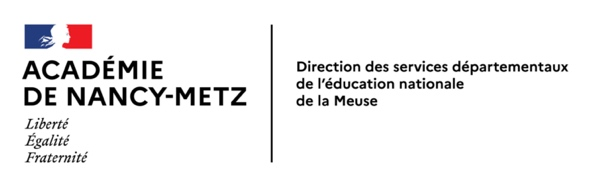 ACADÉMIE
DE NANCY-METZ
Liberté
Égalité
Fraternité
Direction des services départementaux
de l'éducation nationale
de la Meuse